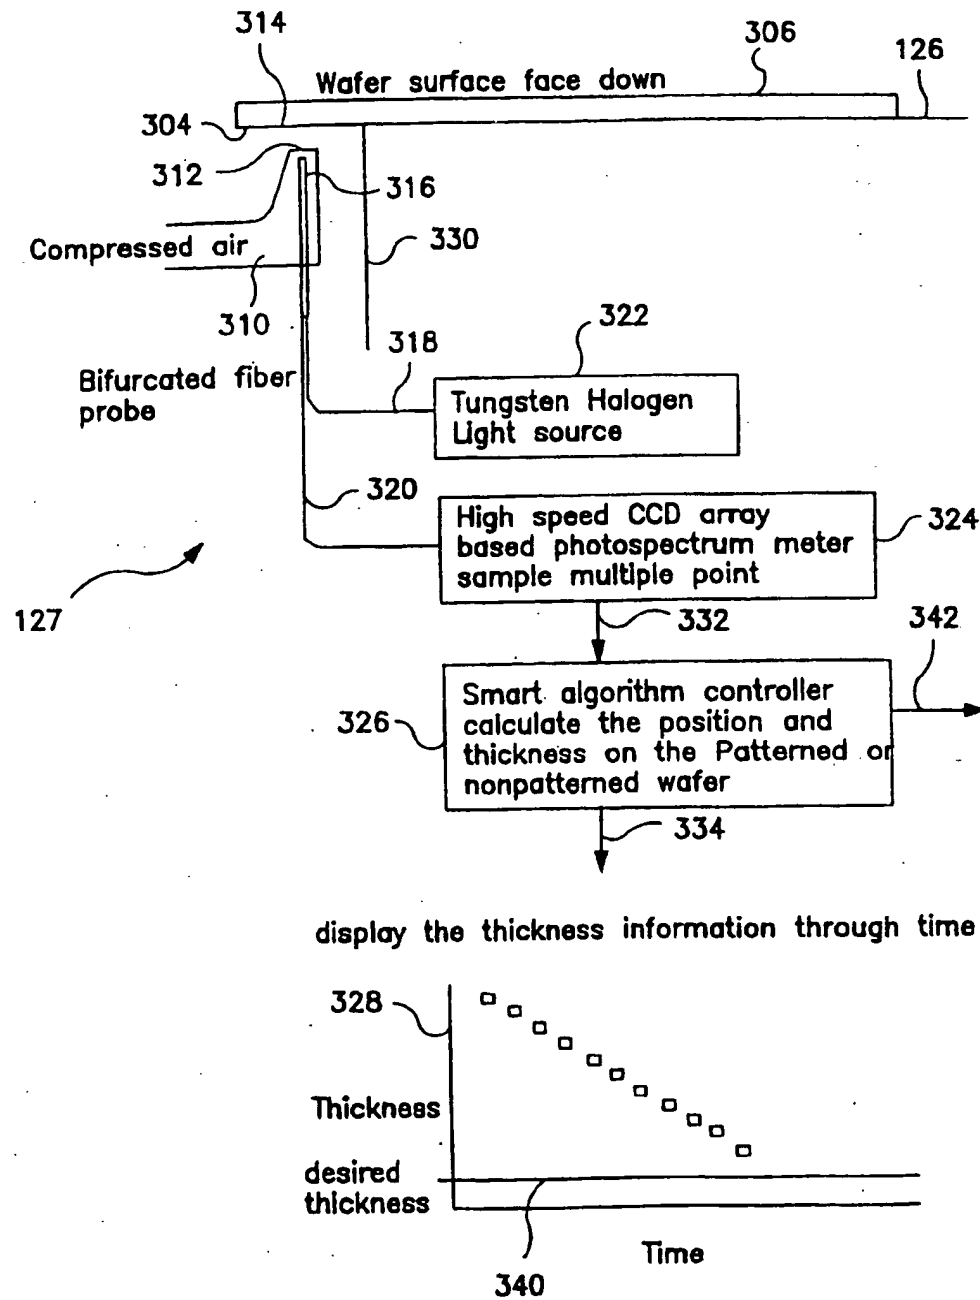 314
306
126
Wafer surface face down
304
312
316
Compressed air
330
310
322
318
Bifurcated fiber
probe
Tungsten Halogen
Light source
320
High speed CCD array
based photospectrum meter
sample multiple point
324
127
332
342
326
Smart algorithm controller
calculate the position and
thickness on the Patterned or
nonpatterned wafer
334
display the thickness information through time
328
Thickness
desired
thickness
Time
340